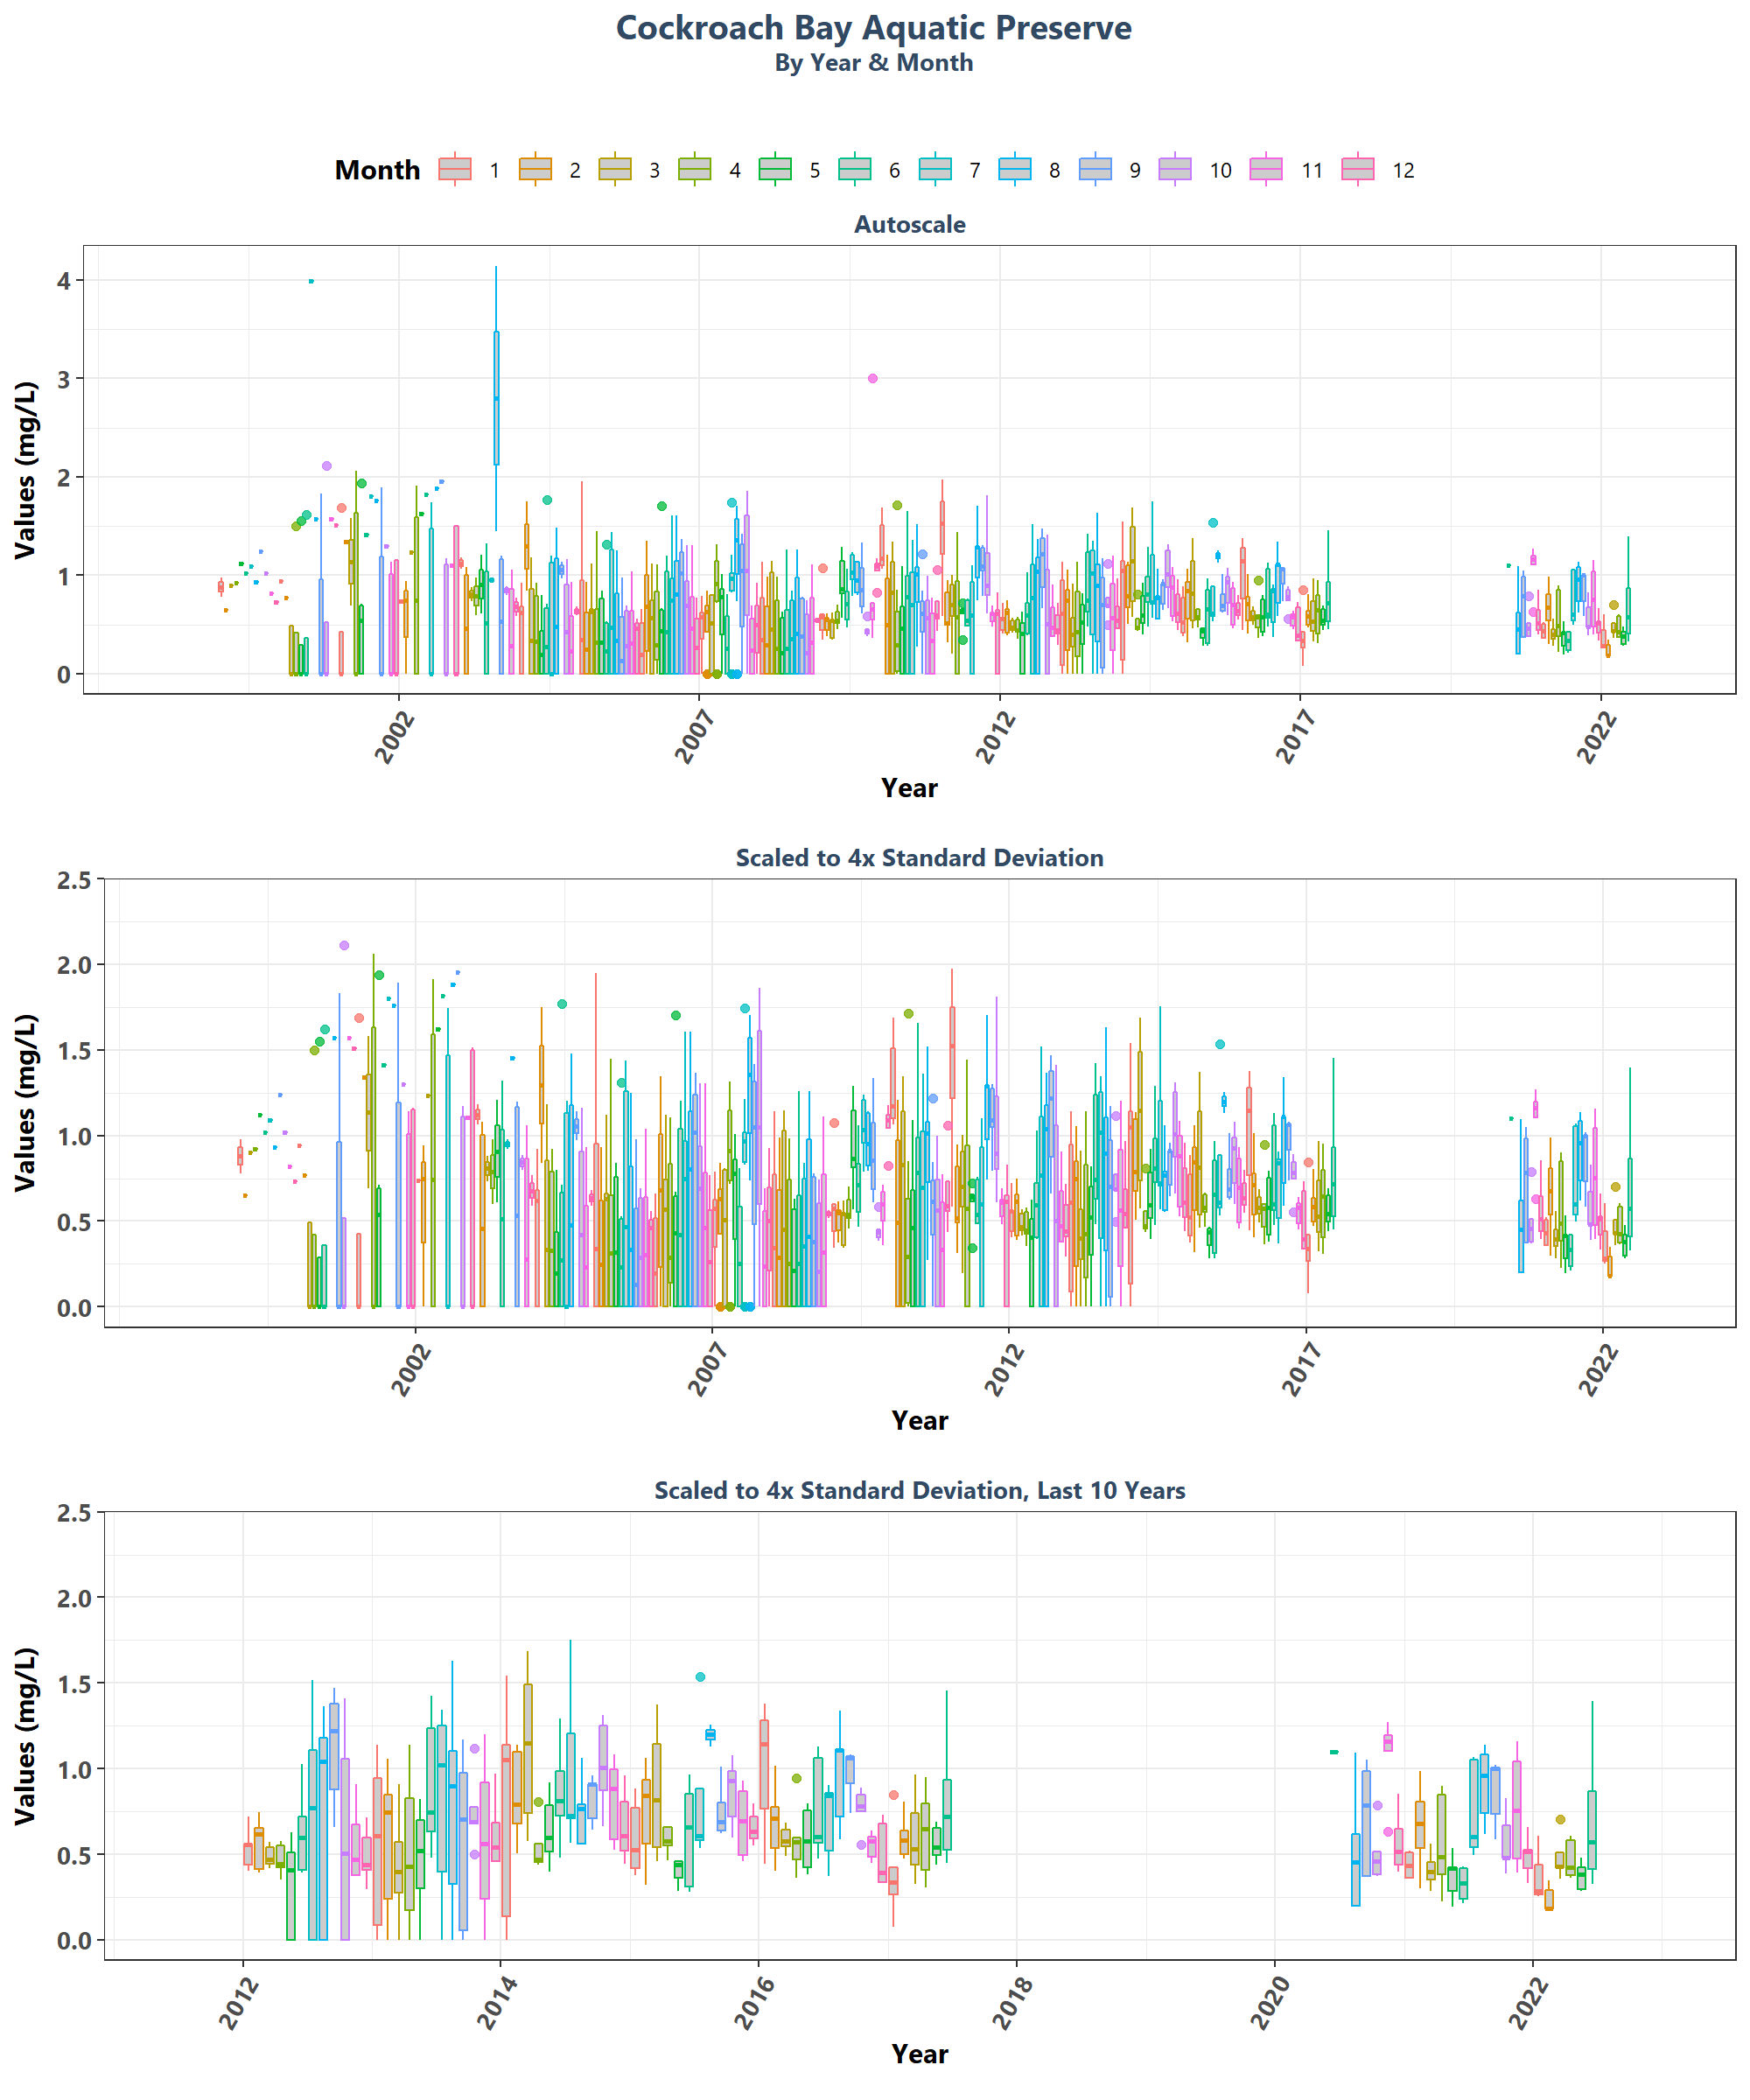 Cockroach Bay Aquatic Preserve
By Year & Month
Month 1 2 3 4 5 6 7 8 9 10 11 12
Autoscale
Values (mg/L)
4
3
2
1
0
2002 2007 2012 2017 2022
Year
Scaled to 4x Standard Deviation
Values (mg/L)
2.5
2.0
1.5
1.0
0.5
0.0
2002 2007 2012 2017 2022
Year
Scaled to 4x Standard Deviation, Last 10 Years
Values (mg/L)
2.5
2.0
1.5
1.0
0.5
0.0
2012 2014 2016 2018 2020 2022
Year